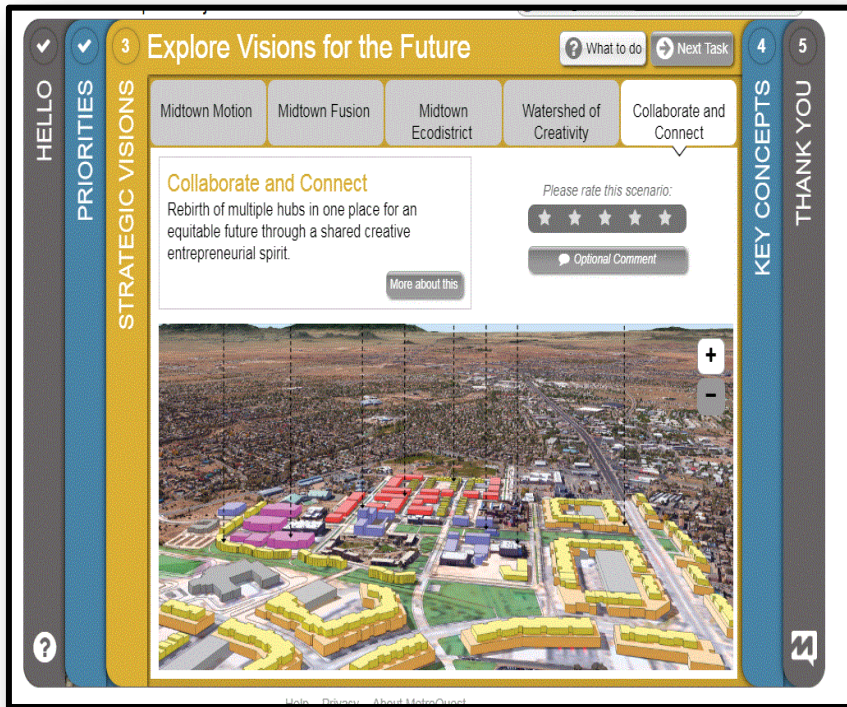 HELLO
PRIORITIES
3
STRATEGIC VISIONS
Explore Visions for the Future
? What to do
Next Task
4
KEY CONCEPTS
5
THANK YOU
Midtown Motion
Midtown Fusion
Midtown
Ecodistrict
Watershed of
Creativity
Collaborate and
Connect
Collaborate and Connect
Rebirth of multiple hubs in one place for an
equitable future through a shared creative
entrepreneurial spirit.
More about this
Please rate this scenario:
Optional Comment
+
−
?
Help Privacy About MetroQuest